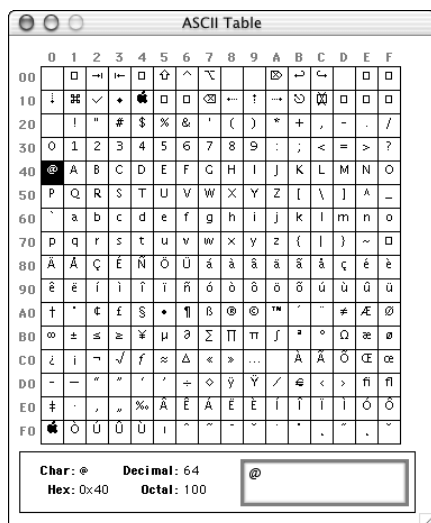 ASCII Table
0 1 2 3 4 5 6 7 8 9 A B C D E F
00 □ →| |← □ ⇧ ^ ⌥ ⌦ ↩ ↪ □ □
10 ⇣ ⌘ ✓ ◆  □ □ ⌫ ⇠ ⇡ ⇢ □ □ □
20 ! " # $ % & ' ( ) * + , - . /
30 0 1 2 3 4 5 6 7 8 9 : ; < = > ?
40 @ A B C D E F G H I J K L M N O
50 P Q R S T U V W X Y Z [ \ ] ^ _
60 ` a b c d e f g h i j k l m n o
70 p q r s t u v w x y z { | } ~ □
80 Ä Å Ç É Ñ Ö Ü á à â ä ã å ç é è
90 ê ë í ì î ï ñ ó ò ô ö õ ú ù û ü
A0 † ° ¢ £ § • ¶ ß ® © ™ ´ ¨ ≠ Æ Ø
B0 ∞ ± ≤ ≥ ¥ µ ∂ Σ ∏ π ∫ ª º Ω æ ø
C0 ¿ ¡ ¬ √ ƒ ≈ ∆ « » … À Ã Õ Œ œ
D0 – — “ ” ‘ ’ ÷ ◊ ÿ Ÿ ⁄ € ‹ › fi fl
E0 ‡ · ‚ „ ‰ Â Ê Á Ë È Í Î Ï Ì Ó Ô
F0  Ò Ú Û Ù ı ˆ ˜ ¯ ˘ ˙ ˚ ¸ ˝ ˛ ˇ
Char: @ Decimal: 64 @
Hex: 0x40 Octal: 100